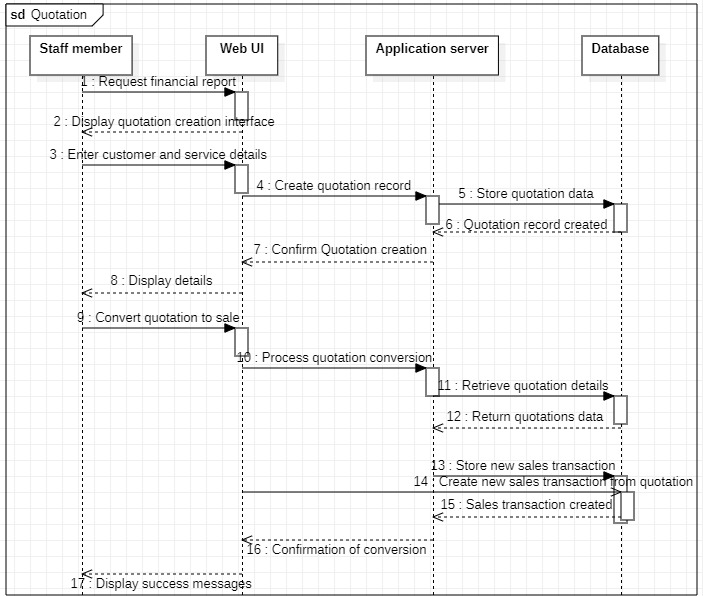 sd Quotation
Staff member
Web UI
Application server
Database
1 : Request financial report
2 : Display quotation creation interface
3 : Enter customer and service details
4 : Create quotation record
5 : Store quotation data
6 : Quotation record created
7 : Confirm Quotation creation
8 : Display details
9 : Convert quotation to sale
10 : Process quotation conversion
11 : Retrieve quotation details
12 : Return quotations data
13 : Store new sales transaction
14 : Create new sales transaction from quotation
15 : Sales transaction created
16 : Confirmation of conversion
17 : Display success messages